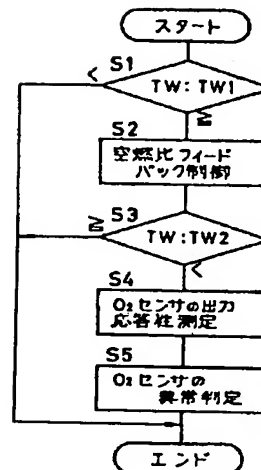 スタート
S1
<
TW:TW1
≧
S2
空燃比フィード
バック制御
S3
≧
TW:TW2
<
S4
O₂センサの出力
応答性測定
S5
O₂センサの
異常判定
エンド